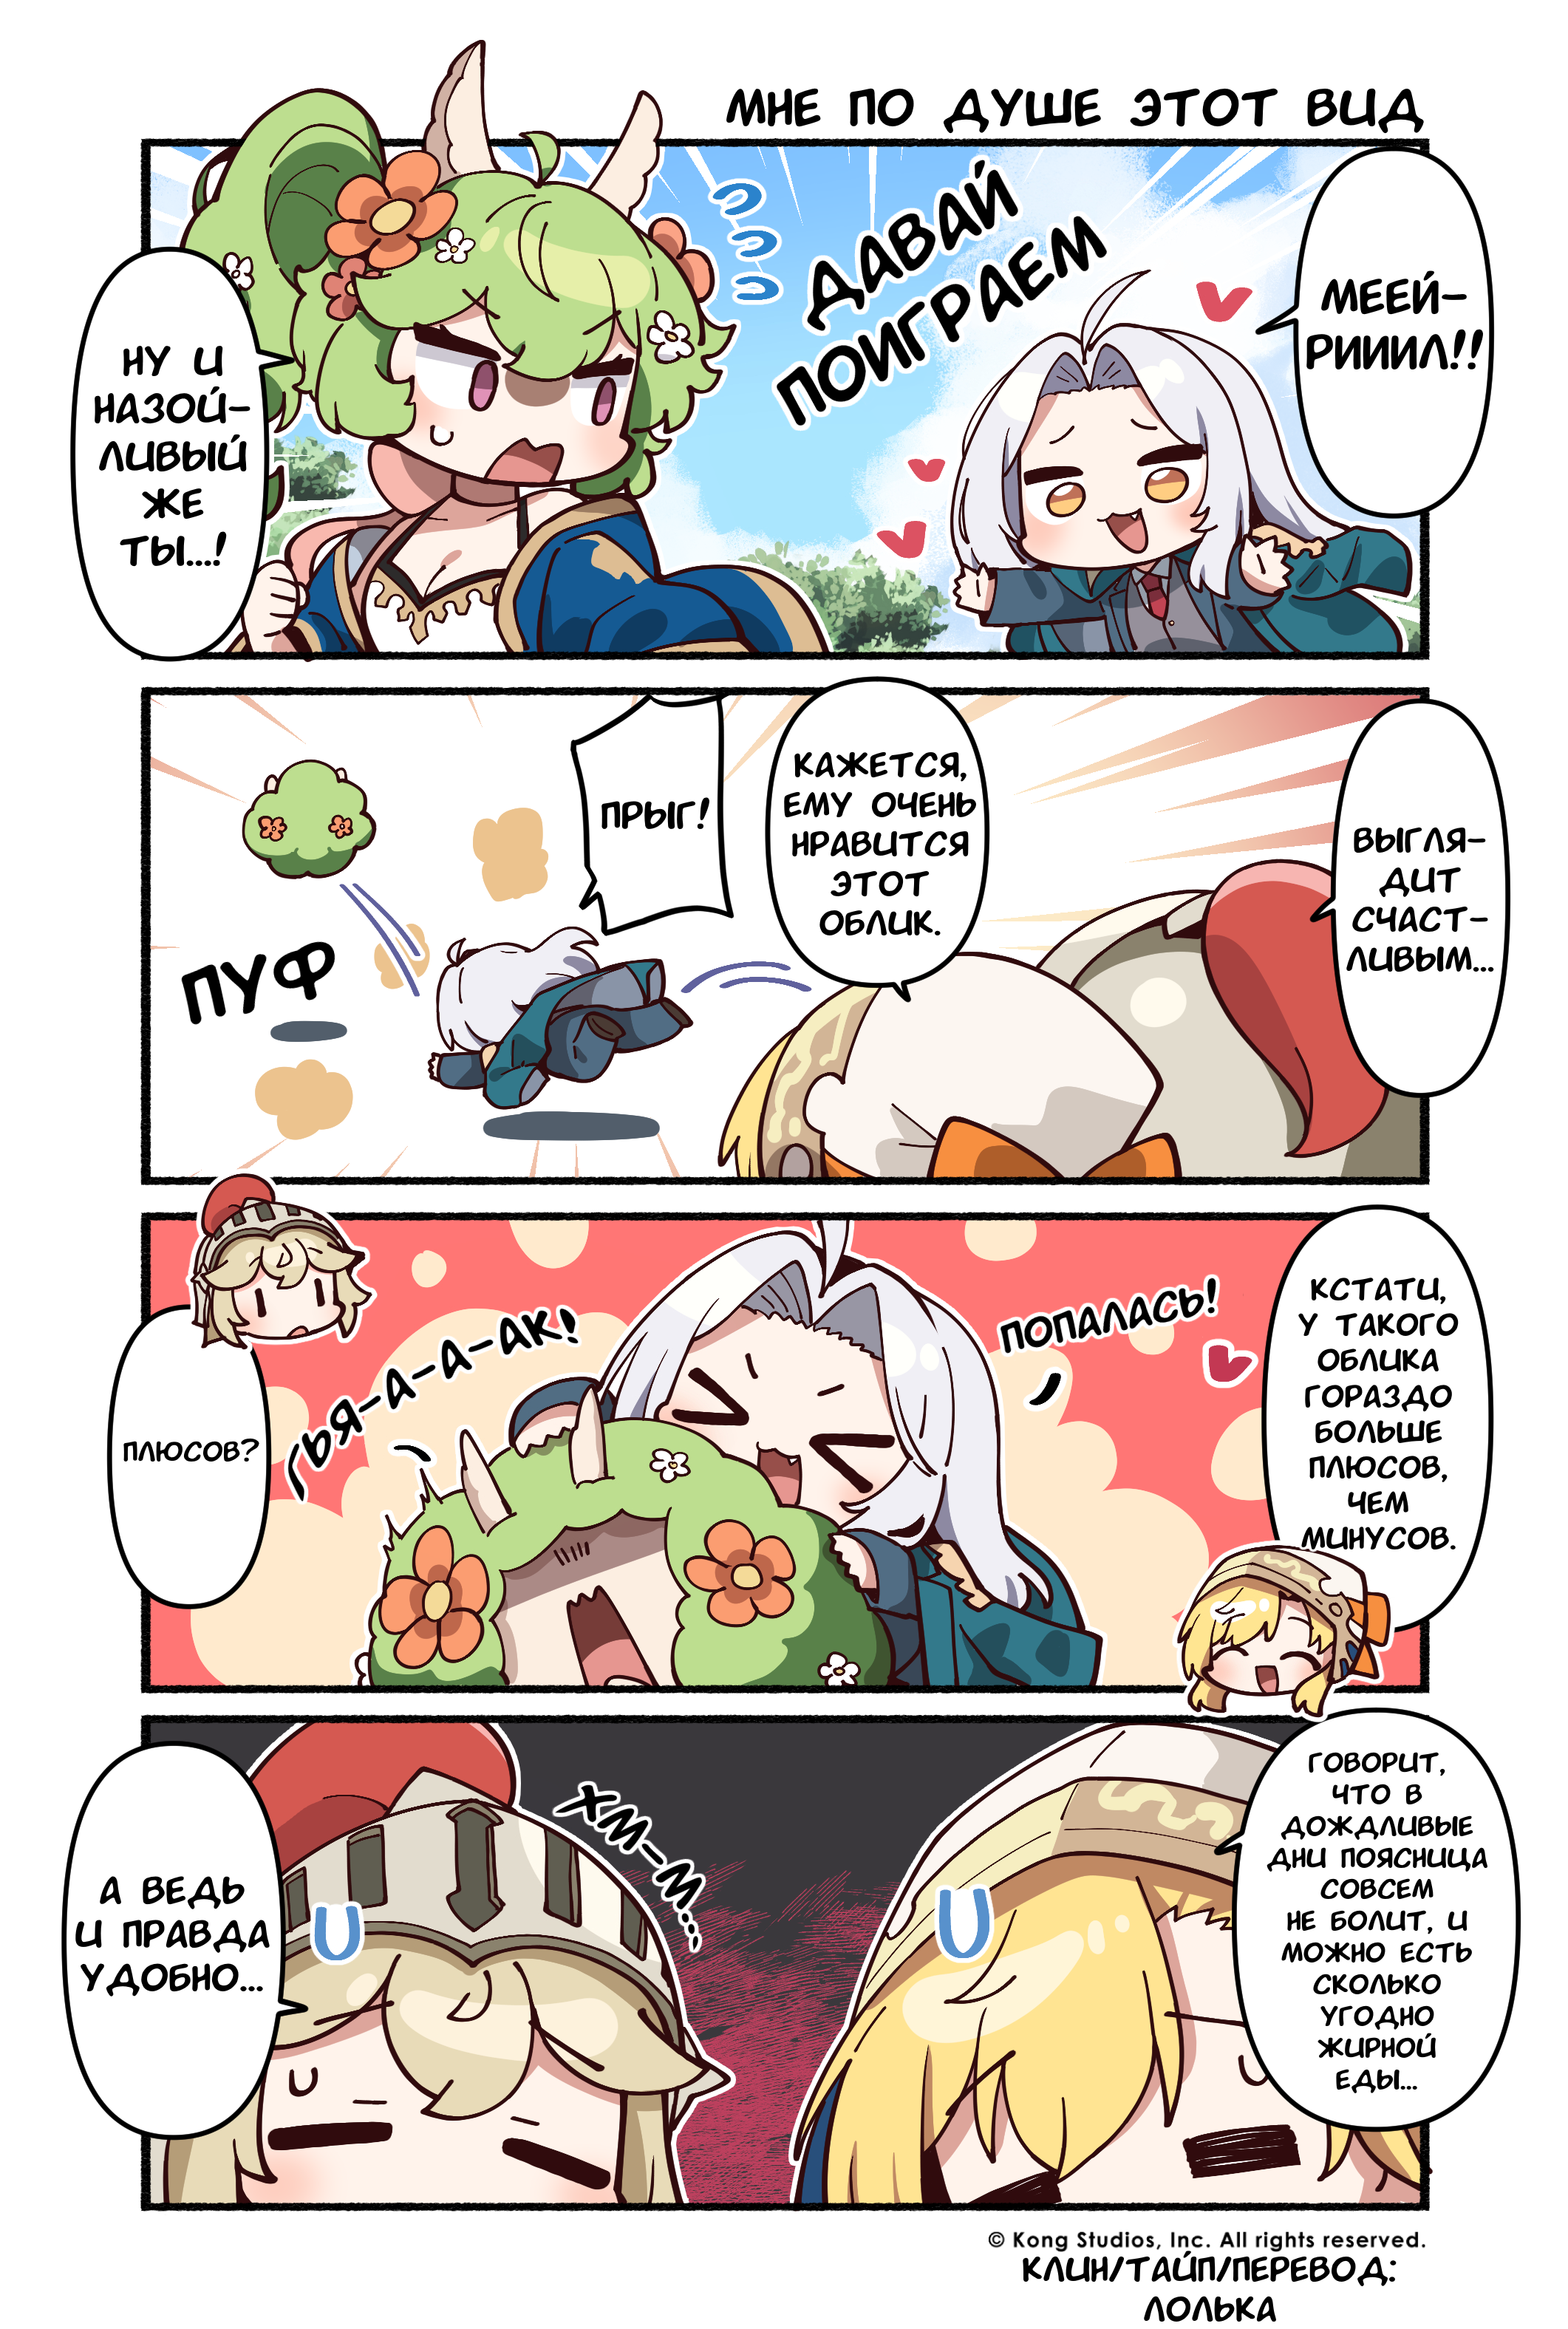 МНЕ ПО ДУШЕ ЭТОТ ВИД
МЕЕЙ-
РИИИЛ!!
ДАВАЙ
ПОИГРАЕМ
НУ И
НАЗОЙ-
ЛИВЫЙ
ЖЕ
ТЫ...!
ВЫГЛЯ-
ДИТ
СЧАСТ-
ЛИВЫМ...
КАЖЕТСЯ,
ЕМУ ОЧЕНЬ
НРАВИТСЯ
ЭТОТ
ОБЛИК.
ПРЫГ!
ПУФ
КСТАТИ,
У ТАКОГО
ОБЛИКА
ГОРАЗДО
БОЛЬШЕ
ПЛЮСОВ,
ЧЕМ
МИНУСОВ.
ПОПАЛАСЬ!
ГЬЯ-А-А-АК!
ПЛЮСОВ?
ГОВОРИТ,
ЧТО В
ДОЖДЛИВЫЕ
ДНИ ПОЯСНИЦА
СОВСЕМ
НЕ БОЛИТ, И
МОЖНО ЕСТЬ
СКОЛЬКО
УГОДНО
ЖИРНОЙ
ЕДЫ...
ХМ-М...
А ВЕДЬ
И ПРАВДА
УДОБНО...
© Kong Studios, Inc. All rights reserved.
КЛИН/ТАЙП/ПЕРЕВОД:
ЛОЛЬКА